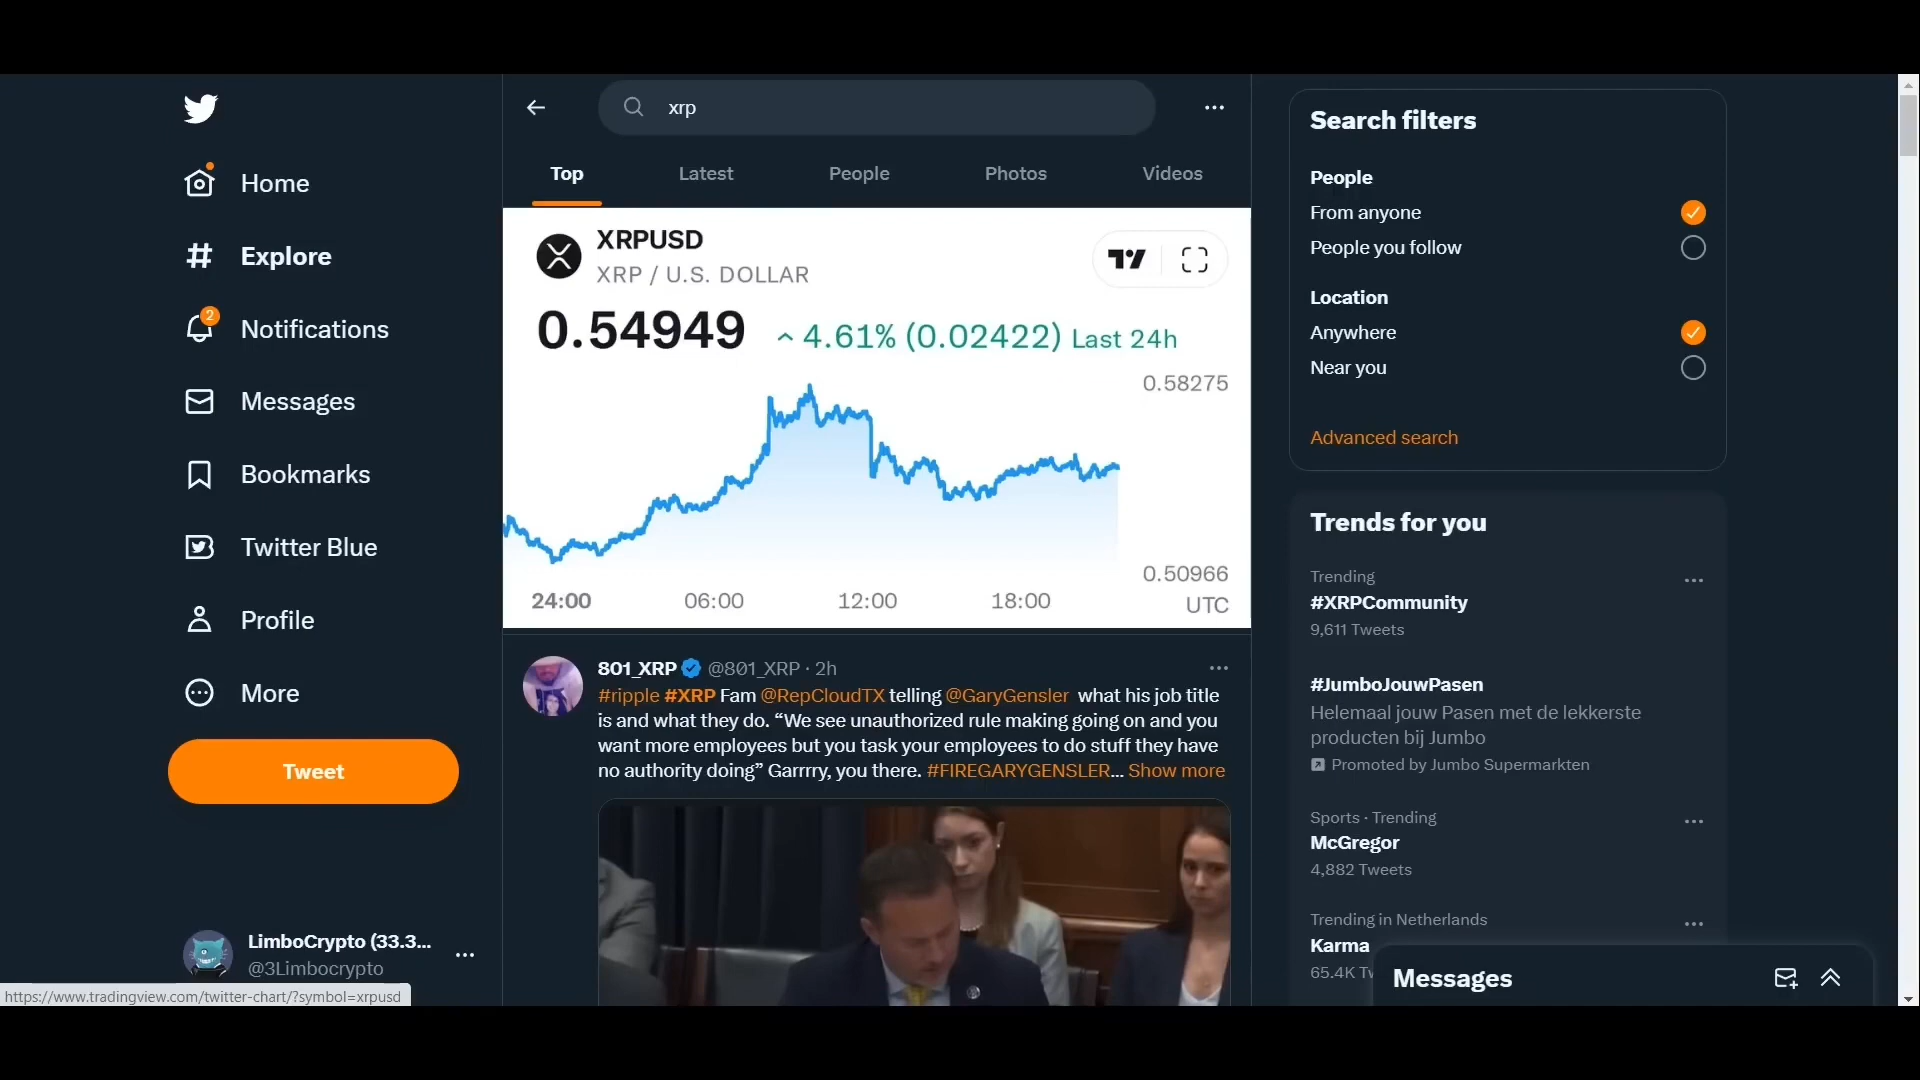 xrp
Home
Explore
2
Notifications
Messages
Bookmarks
Twitter Blue
Profile
More
Tweet
LimboCrypto (33.3...
@3Limbocrypto
https://www.tradingview.com/twitter-chart/?symbol=xrpusd
Top Latest People Photos Videos
XRPUSD
XRP / U.S. DOLLAR
0.54949 4.61% (0.02422) Last 24h
0.58275
0.50966
24:00 06:00 12:00 18:00 UTC
801_XRP @801_XRP · 2h
#ripple #XRP Fam @RepCloudTX telling @GaryGensler what his job title
is and what they do. “We see unauthorized rule making going on and you
want more employees but you task your employees to do stuff they have
no authority doing” Garrrry, you there. #FIREGARYGENSLER... Show more
Search filters
People
From anyone
People you follow
Location
Anywhere
Near you
Advanced search
Trends for you
Trending
#XRPCommunity
9,611 Tweets
#JumboJouwPasen
Helemaal jouw Pasen met de lekkerste
producten bij Jumbo
Promoted by Jumbo Supermarkten
Sports · Trending
McGregor
4,882 Tweets
Trending in Netherlands
Karma
65.4K
Messages